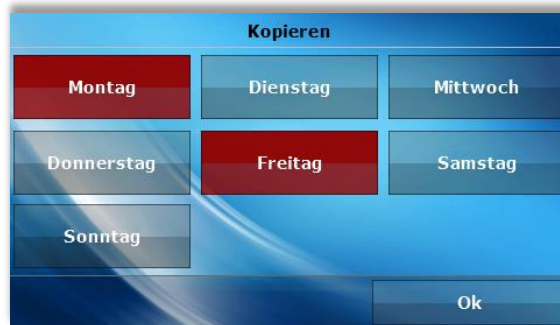 Kopieren
Montag Dienstag Mittwoch
Donnerstag Freitag Samstag
Sonntag
Ok